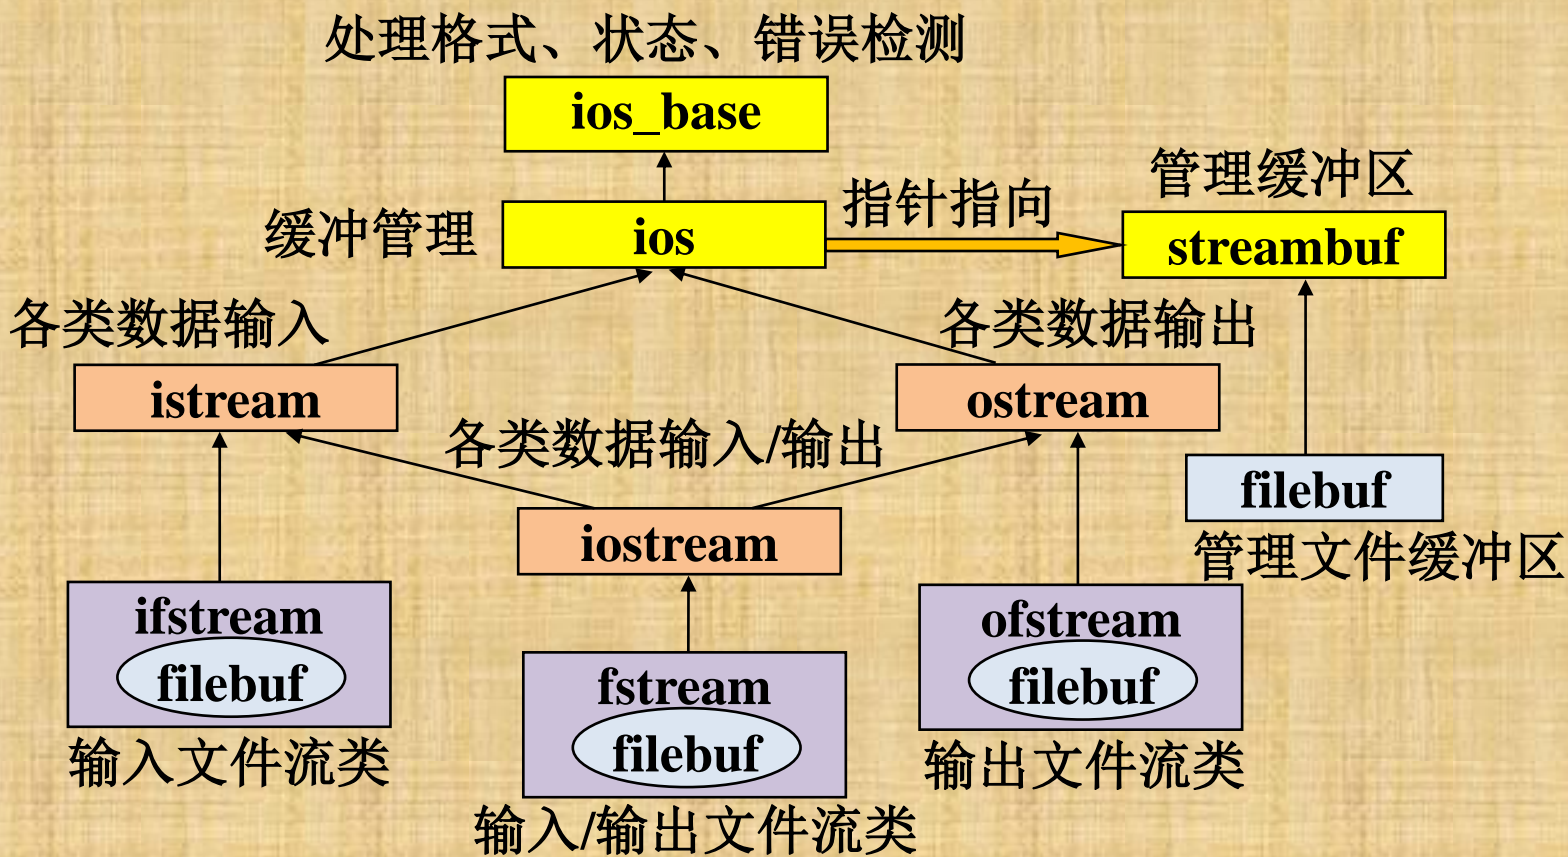 处理格式、状态、错误检测
ios_base
管理缓冲区
指针指向
缓冲管理
ios
streambuf
各类数据输入
各类数据输出
istream
ostream
各类数据输入/输出
filebuf
iostream
管理文件缓冲区
ifstream
ofstream
filebuf
fstream
filebuf
filebuf
输入文件流类
输出文件流类
输入/输出文件流类